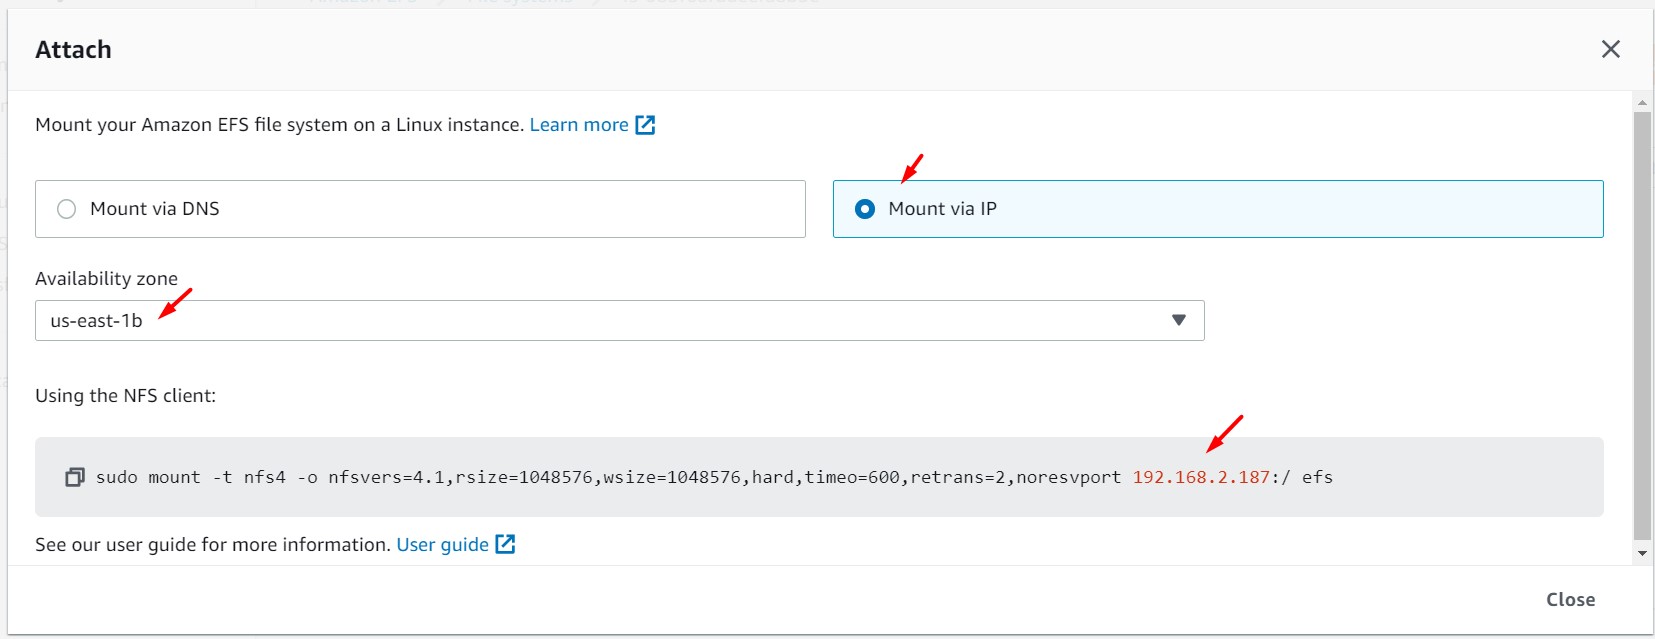 Attach
Mount your Amazon EFS file system on a Linux instance. Learn more
Mount via DNS
Mount via IP
Availability zone
us-east-1b
Using the NFS client:
sudo mount -t nfs4 -o nfsvers=4.1,rsize=1048576,wsize=1048576,hard,timeo=600,retrans=2,noresvport 192.168.2.187:/ efs
See our user guide for more information. User guide
Close